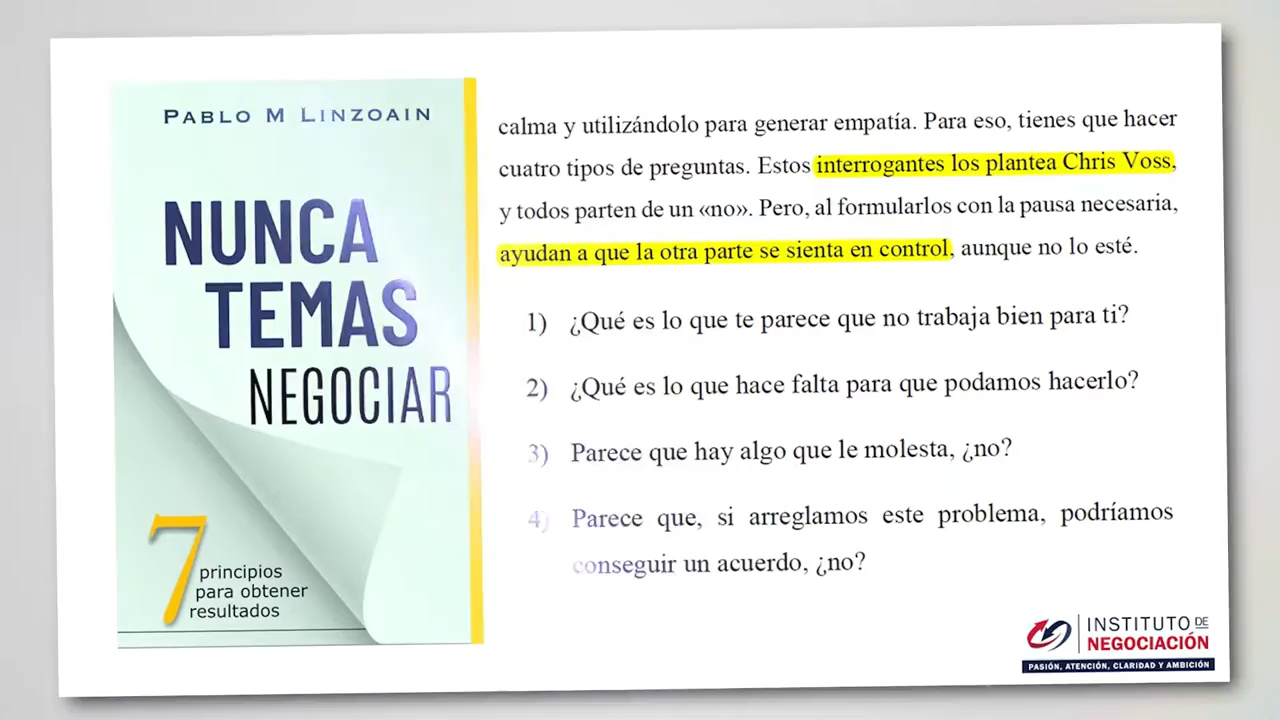 PABLO M LINZOAIN
NUNCA
TEMAS
NEGOCIAR
7
principios
para obtener
resultados
calma y utilizándolo para generar empatía. Para eso, tienes que hacer
cuatro tipos de preguntas. Estos interrogantes los plantea Chris Voss,
y todos parten de un «no». Pero, al formularlos con la pausa necesaria,
ayudan a que la otra parte se sienta en control, aunque no lo esté.
1) ¿Qué es lo que te parece que no trabaja bien para ti?
2) ¿Qué es lo que hace falta para que podamos hacerlo?
3) Parece que hay algo que le molesta, ¿no?
4) Parece que, si arreglamos este problema, podríamos
conseguir un acuerdo, ¿no?
INSTITUTO DE
NEGOCIACIÓN
PASIÓN, ATENCIÓN, CLARIDAD Y AMBICIÓN